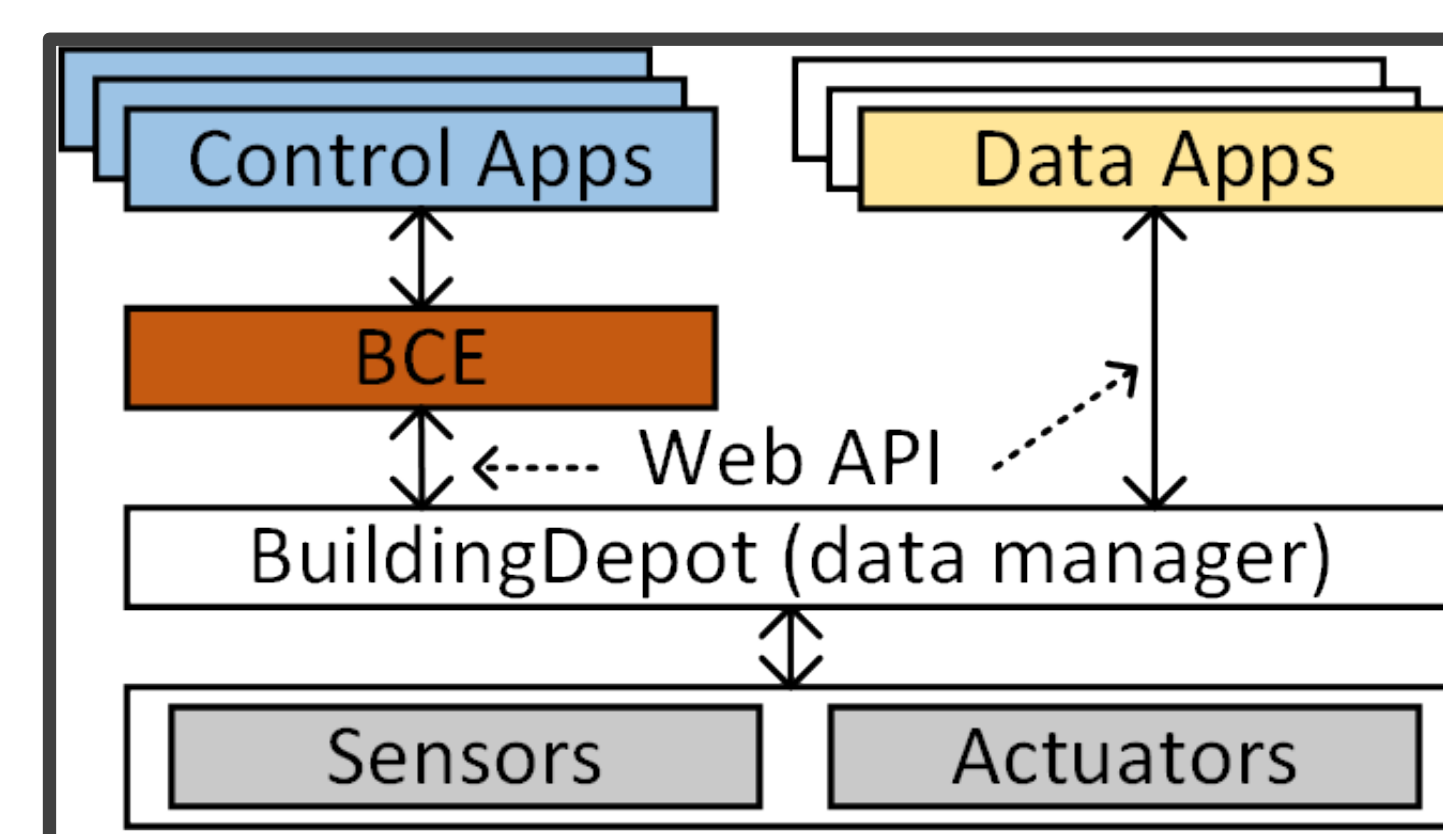 Control Apps
Data Apps
BCE
Web API
BuildingDepot (data manager)
Sensors
Actuators